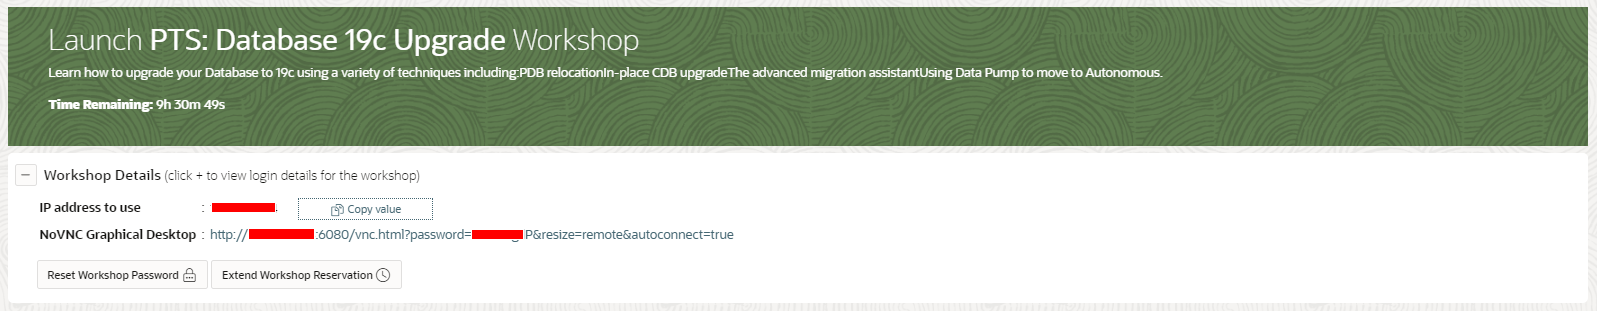 Launch PTS: Database 19c Upgrade Workshop
Learn how to upgrade your Database to 19c using a variety of techniques including:PDB relocationIn-place CDB upgradeThe advanced migration assistantUsing Data Pump to move to Autonomous.
Time Remaining: 9h 30m 49s
− Workshop Details (click + to view login details for the workshop)
IP address to use : Copy value
NoVNC Graphical Desktop : http:// :6080/vnc.html?password= P&resize=remote&autoconnect=true
Reset Workshop Password Extend Workshop Reservation